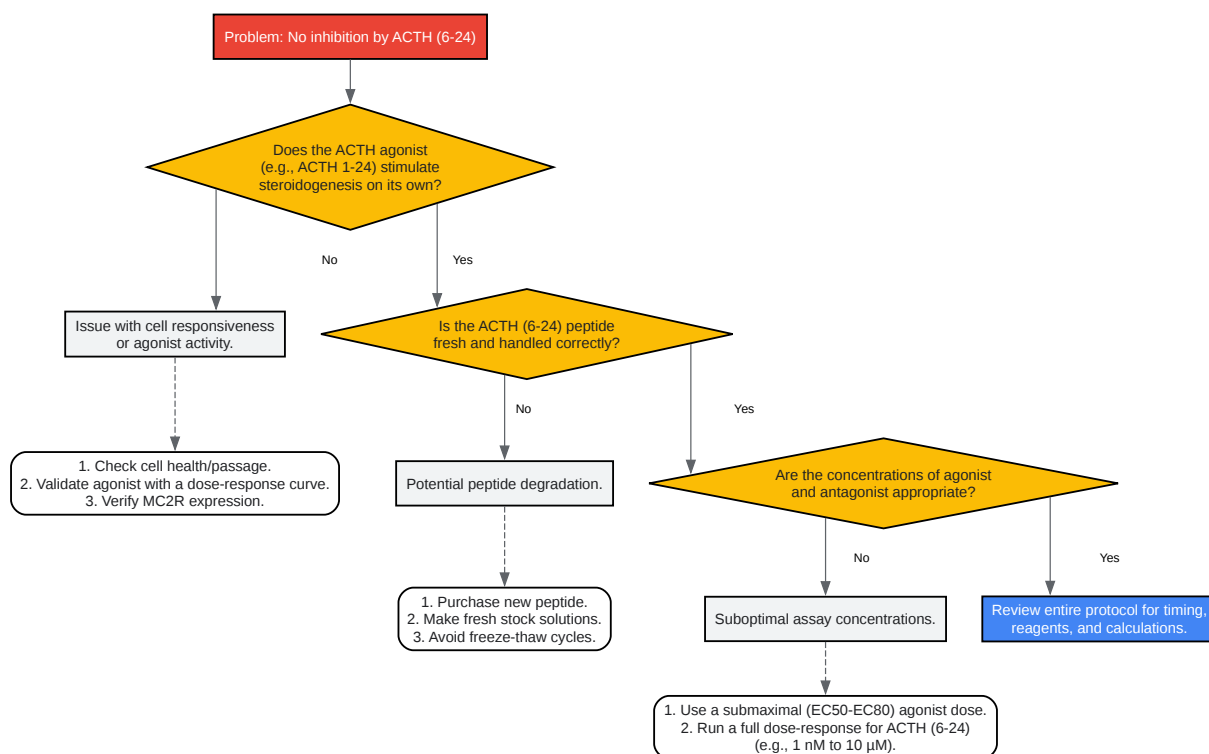 Problem: No inhibition by ACTH (6-24)
Does the ACTH agonist
(e.g., ACTH 1-24) stimulate
steroidogenesis on its own?
No
Yes
Issue with cell responsiveness
or agonist activity.
Is the ACTH (6-24) peptide
fresh and handled correctly?
No
Yes
1. Check cell health/passage.
2. Validate agonist with a dose-response curve.
3. Verify MC2R expression.
Potential peptide degradation.
Are the concentrations of agonist
and antagonist appropriate?
No
Yes
1. Purchase new peptide.
2. Make fresh stock solutions.
3. Avoid freeze-thaw cycles.
Suboptimal assay concentrations.
Review entire protocol for timing,
reagents, and calculations.
1. Use a submaximal (EC50-EC80) agonist dose.
2. Run a full dose-response for ACTH (6-24)
(e.g., 1 nM to 10 µM).